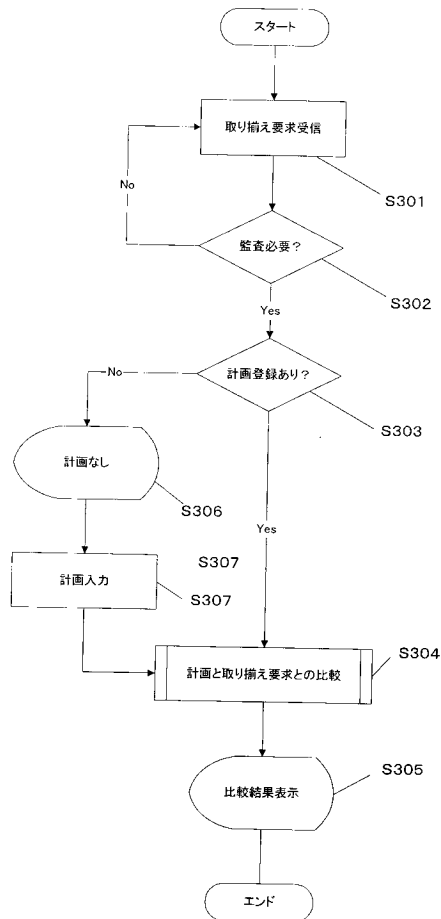 スタート
取り揃え要求受信
S301
No
監査必要？
S302
Yes
計画登録あり？
No
S303
計画なし
S306
Yes
S307
計画入力
S307
計画と取り揃え要求との比較
S304
比較結果表示
S305
エンド